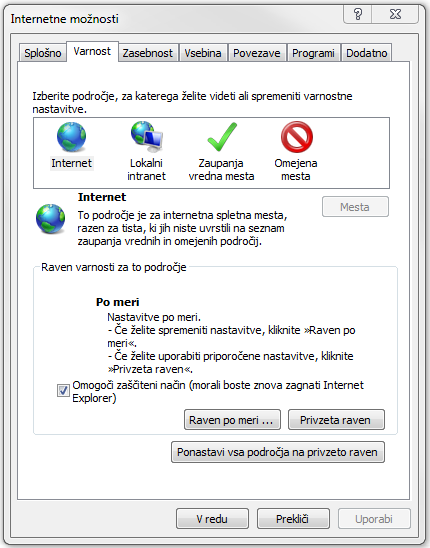 Internetne možnosti
Splošno Varnost Zasebnost Vsebina Povezave Programi Dodatno
Izberite področje, za katerega želite videti ali spremeniti varnostne
nastavitve.
Internet Lokalni intranet Zaupanja vredna mesta Omejena mesta
Internet
Mesta
To področje je za internetna spletna mesta,
razen za tista, ki jih niste uvrstili na seznam
zaupanja vrednih in omejenih področij.
Raven varnosti za to področje
Po meri
Nastavitve po meri.
- Če želite spremeniti nastavitve, kliknite »Raven po
meri«.
- Če želite uporabiti priporočene nastavitve, kliknite
»Privzeta raven«.
Omogoči zaščiteni način (morali boste znova zagnati Internet
Explorer)
Raven po meri ... Privzeta raven
Ponastavi vsa področja na privzeto raven
V redu Prekliči Uporabi